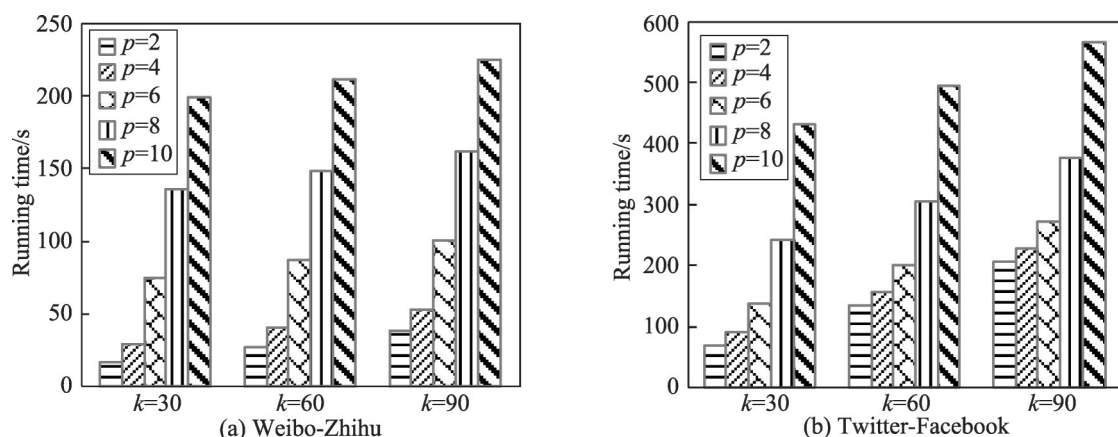 250
200
150
100
50
0
Running time/s
p=2
p=4
p=6
p=8
p=10
k=30
k=60
k=90
(a) Weibo-Zhihu
600
500
400
300
200
100
0
Running time/s
p=2
p=4
p=6
p=8
p=10
k=30
k=60
k=90
(b) Twitter-Facebook